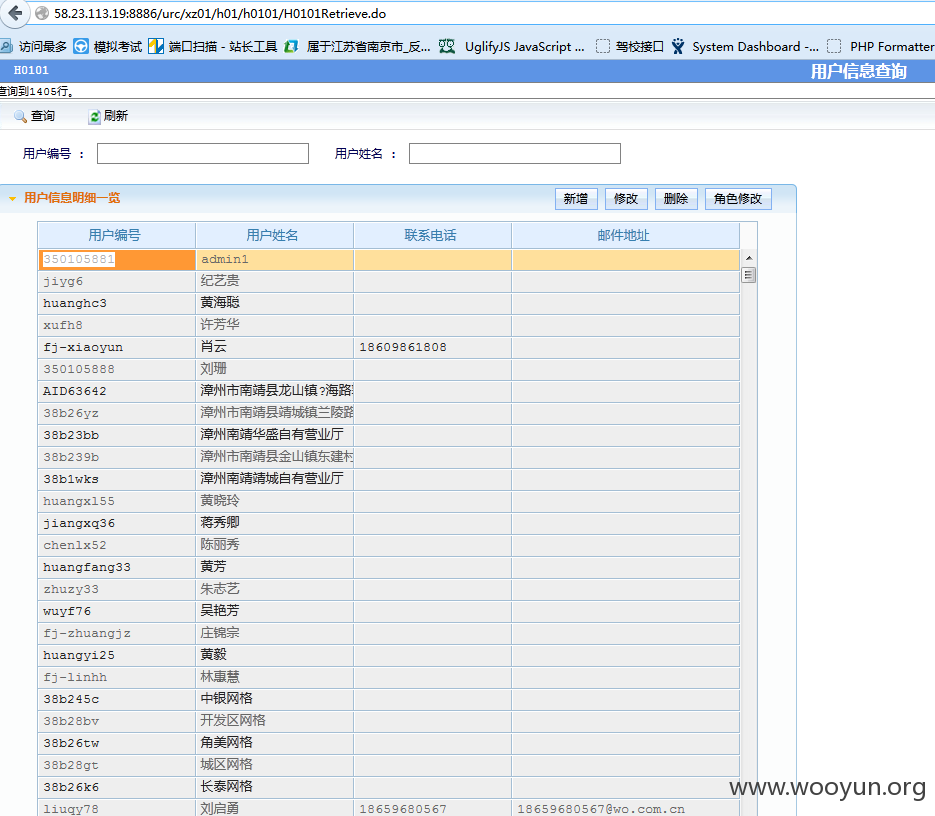 58.23.113.19:8886/urc/xz01/h01/h0101/H0101Retrieve.do
访问最多 模拟考试 端口扫描 - 站长工具 属于江苏省南京市_反... UglifyJS JavaScript ... 驾校接口 System Dashboard -... PHP Formatter
H0101 用户信息查询
查询到1405行。
查询 刷新
用户编号 ： 用户姓名 ：
用户信息明细一览 新增 修改 删除 角色修改
用户编号 用户姓名 联系电话 邮件地址
350105881 admin1
jiyg6 纪艺贵
huanghc3 黄海聪
xufh8 许芳华
fj-xiaoyun 肖云 18609861808
350105888 刘珊
AID63642 漳州市南靖县龙山镇?海路
38b26yz 漳州市南靖县靖城镇兰陵路
38b23bb 漳州南靖华盛自有营业厅
38b239b 漳州市南靖县金山镇东建村
38b1wks 漳州南靖靖城自有营业厅
huangxl55 黄晓玲
jiangxq36 蒋秀卿
chenlx52 陈丽秀
huangfang33 黄芳
zhuzy33 朱志艺
wuyf76 吴艳芳
fj-zhuangjz 庄锦宗
huangyi25 黄毅
fj-linhh 林惠慧
38b245c 中银网格
38b28bv 开发区网格
38b26tw 角美网格
38b28gt 城区网格
38b26k6 长泰网格
liuqy78 刘启勇 18659680567 18659680567@wo.com.cn
www.wooyun.org